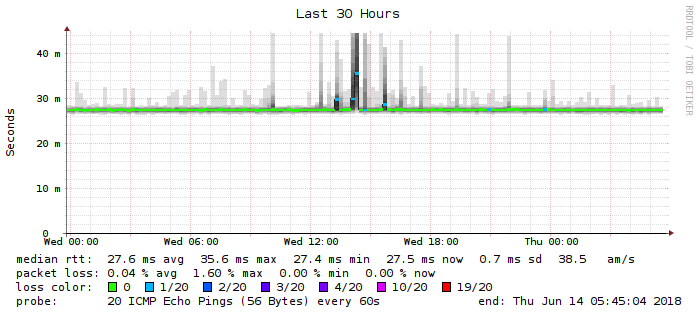 Last 30 Hours
RRDTOOL / TOBI OETIKER
Seconds
40 m
30 m
20 m
10 m
0
Wed 00:00 Wed 06:00 Wed 12:00 Wed 18:00 Thu 00:00
median rtt: 27.6 ms avg 35.6 ms max 27.4 ms min 27.5 ms now 0.7 ms sd 38.5 am/s
packet loss: 0.04 % avg 1.60 % max 0.00 % min 0.00 % now
loss color: 0 1/20 2/20 3/20 4/20 10/20 19/20
probe: 20 ICMP Echo Pings (56 Bytes) every 60s end: Thu Jun 14 05:45:04 2018